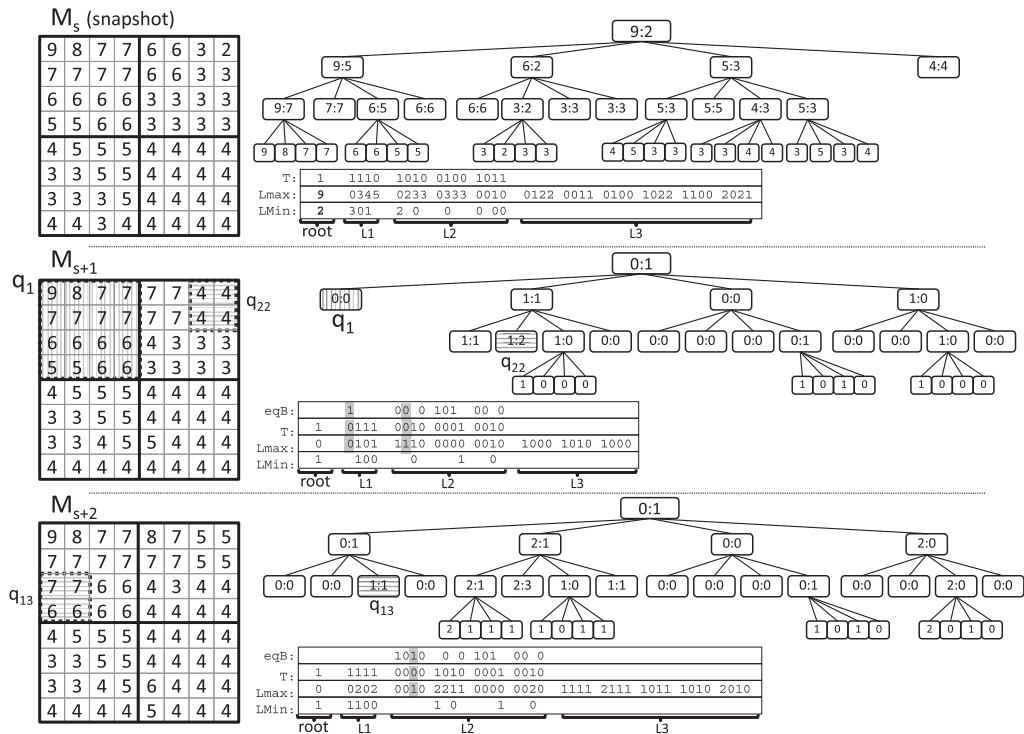 Ms (snapshot)
9 8 7 7 6 6 3 2
7 7 7 7 6 6 3 3
6 6 6 6 3 3 3 3
5 5 6 6 3 3 3 3
4 5 5 5 4 4 4 4
3 3 5 5 4 4 4 4
3 3 3 5 4 4 4 4
4 4 3 4 4 4 4 4
9:2
9:5 6:2 5:3 4:4
9:7 7:7 6:5 6:6 6:6 3:2 3:3 3:3 5:3 5:5 4:3 5:3
9 8 7 7 6 6 5 5 3 2 3 3 4 5 3 3 3 3 4 4 3 5 3 4
T: 1 1110 1010 0100 1011
Lmax: 9 0345 0233 0333 0010 0122 0011 0100 1022 1100 2021
LMin: 2 301 2 0 0 0 00
root L1 L2 L3
Ms+1
q1
q22
9 8 7 7 7 7 4 4
7 7 7 7 7 7 4 4
6 6 6 6 4 3 3 3
5 5 6 6 3 3 3 3
4 5 5 5 4 4 4 4
3 3 5 5 4 4 4 4
3 3 4 5 5 4 4 4
4 4 4 4 4 4 4 4
0:1
0:0 1:1 0:0 1:0
q1
1:1 1:2 1:0 0:0 0:0 0:0 0:0 0:1 0:0 0:0 1:0 0:0
q22
1 0 0 0 1 0 1 0 1 0 0 0
eqB: 1 00 0 101 00 0
T: 1 0111 0010 0001 0010
Lmax: 0 0101 1110 0000 0010 1000 1010 1000
LMin: 1 100 0 1 0
root L1 L2 L3
Ms+2
q13
9 8 7 7 8 7 5 5
7 7 7 7 7 7 5 5
7 7 6 6 4 3 4 4
6 6 6 6 4 4 4 4
4 5 5 5 4 4 4 4
3 3 5 5 4 4 4 4
3 3 4 5 6 4 4 4
4 4 4 4 5 4 4 4
0:1
0:1 2:1 0:0 2:0
0:0 0:0 1:1 0:0 2:1 2:3 1:0 1:1 0:0 0:0 0:0 0:1 0:0 0:0 2:0 0:0
q13
2 1 1 1 1 0 1 1 1 0 1 0 2 0 1 0
eqB: 1010 0 0 101 00 0
T: 1 1111 0000 1010 0001 0010
Lmax: 0 0202 0010 2211 0000 0020 1111 2111 1011 1010 2010
LMin: 1 1100 1 0 1 0
root L1 L2 L3